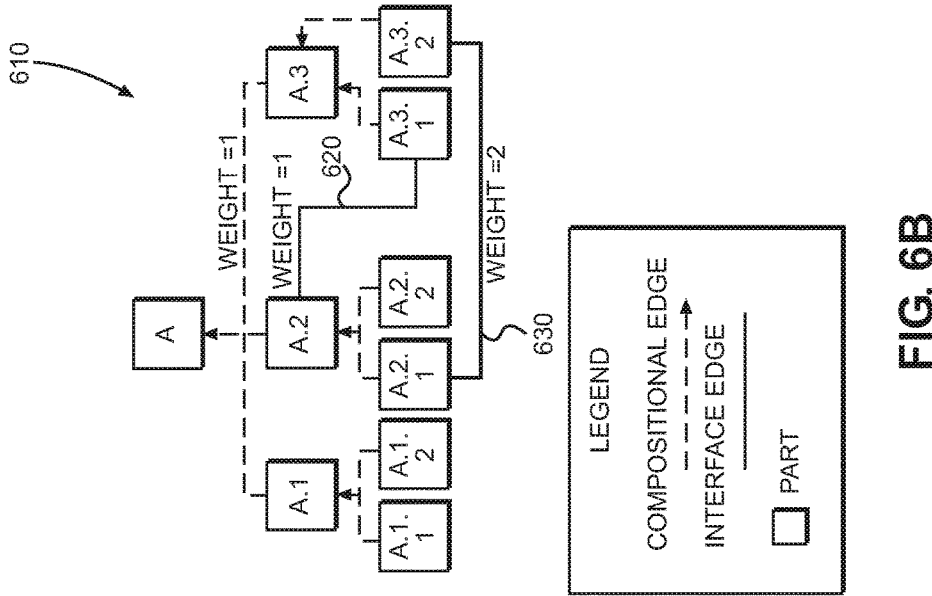 610
A
WEIGHT =1
A.1
A.2
WEIGHT =1
A.3
620
A.1.
1
A.1.
2
A.2.
1
A.2.
2
A.3.
1
A.3.
2
630
WEIGHT =2
LEGEND
COMPOSITIONAL EDGE
INTERFACE EDGE
PART
FIG. 6B